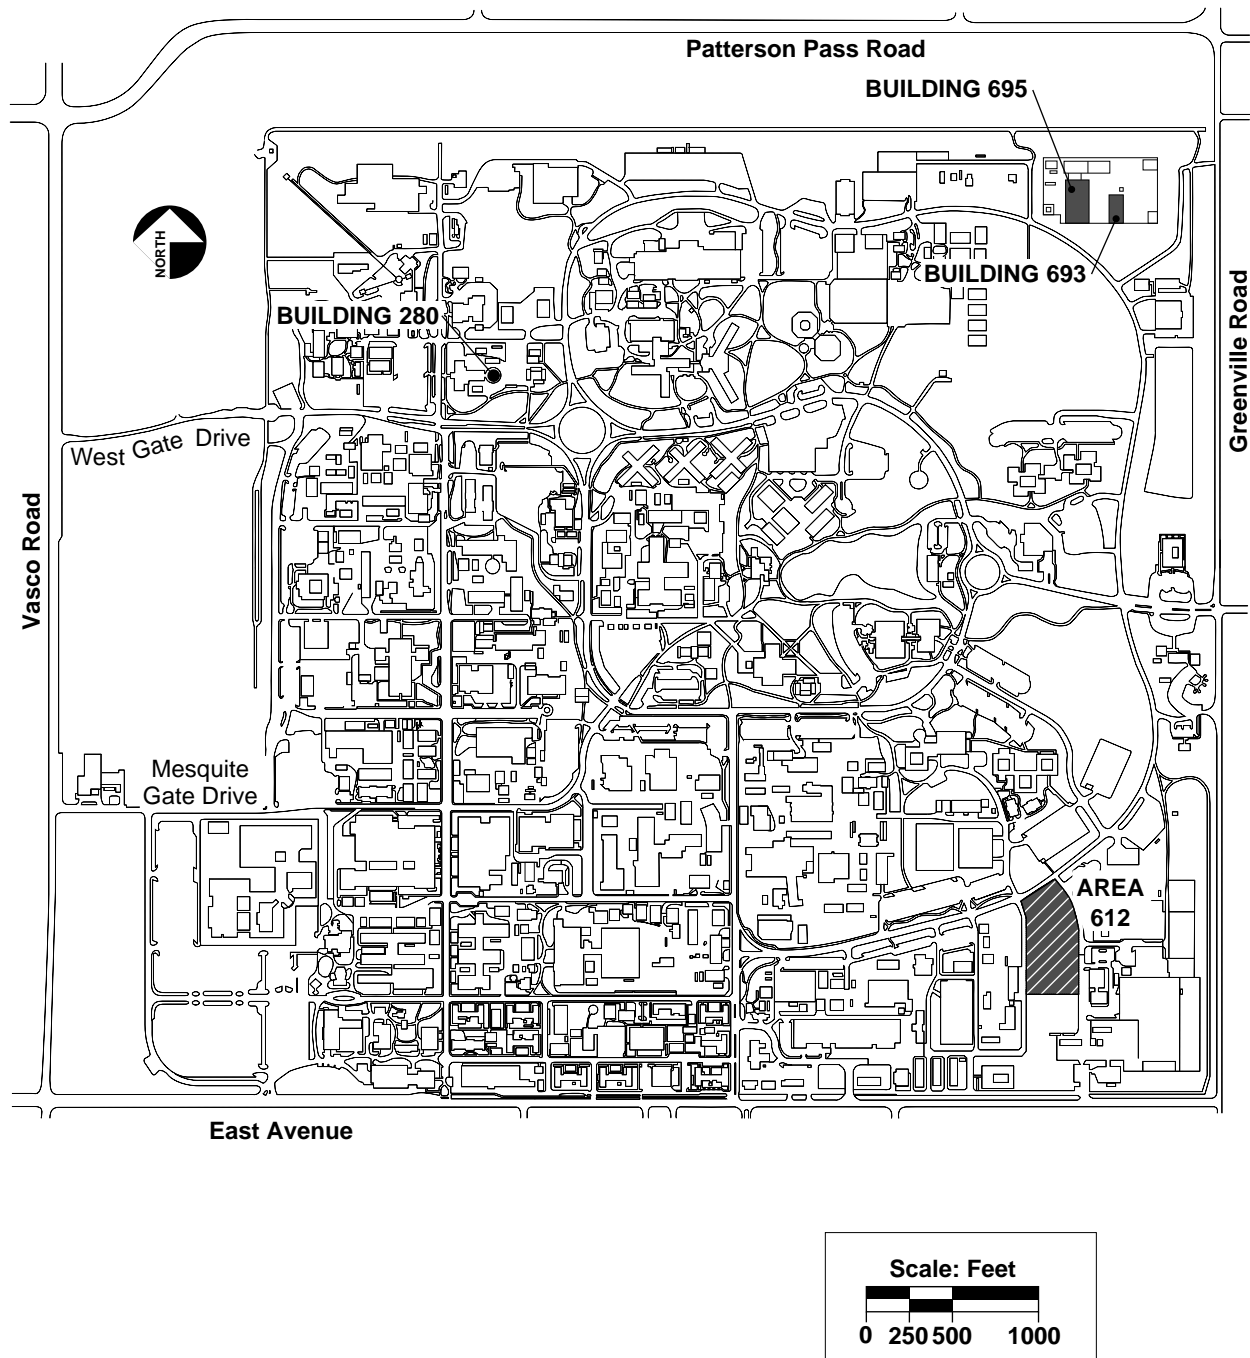 Patterson Pass Road
BUILDING 695
NORTH
BUILDING 693
BUILDING 280
Greenville Road
West Gate Drive
Vasco Road
Mesquite
Gate Drive
AREA
612
East Avenue
Scale: Feet
0 250 500 1000